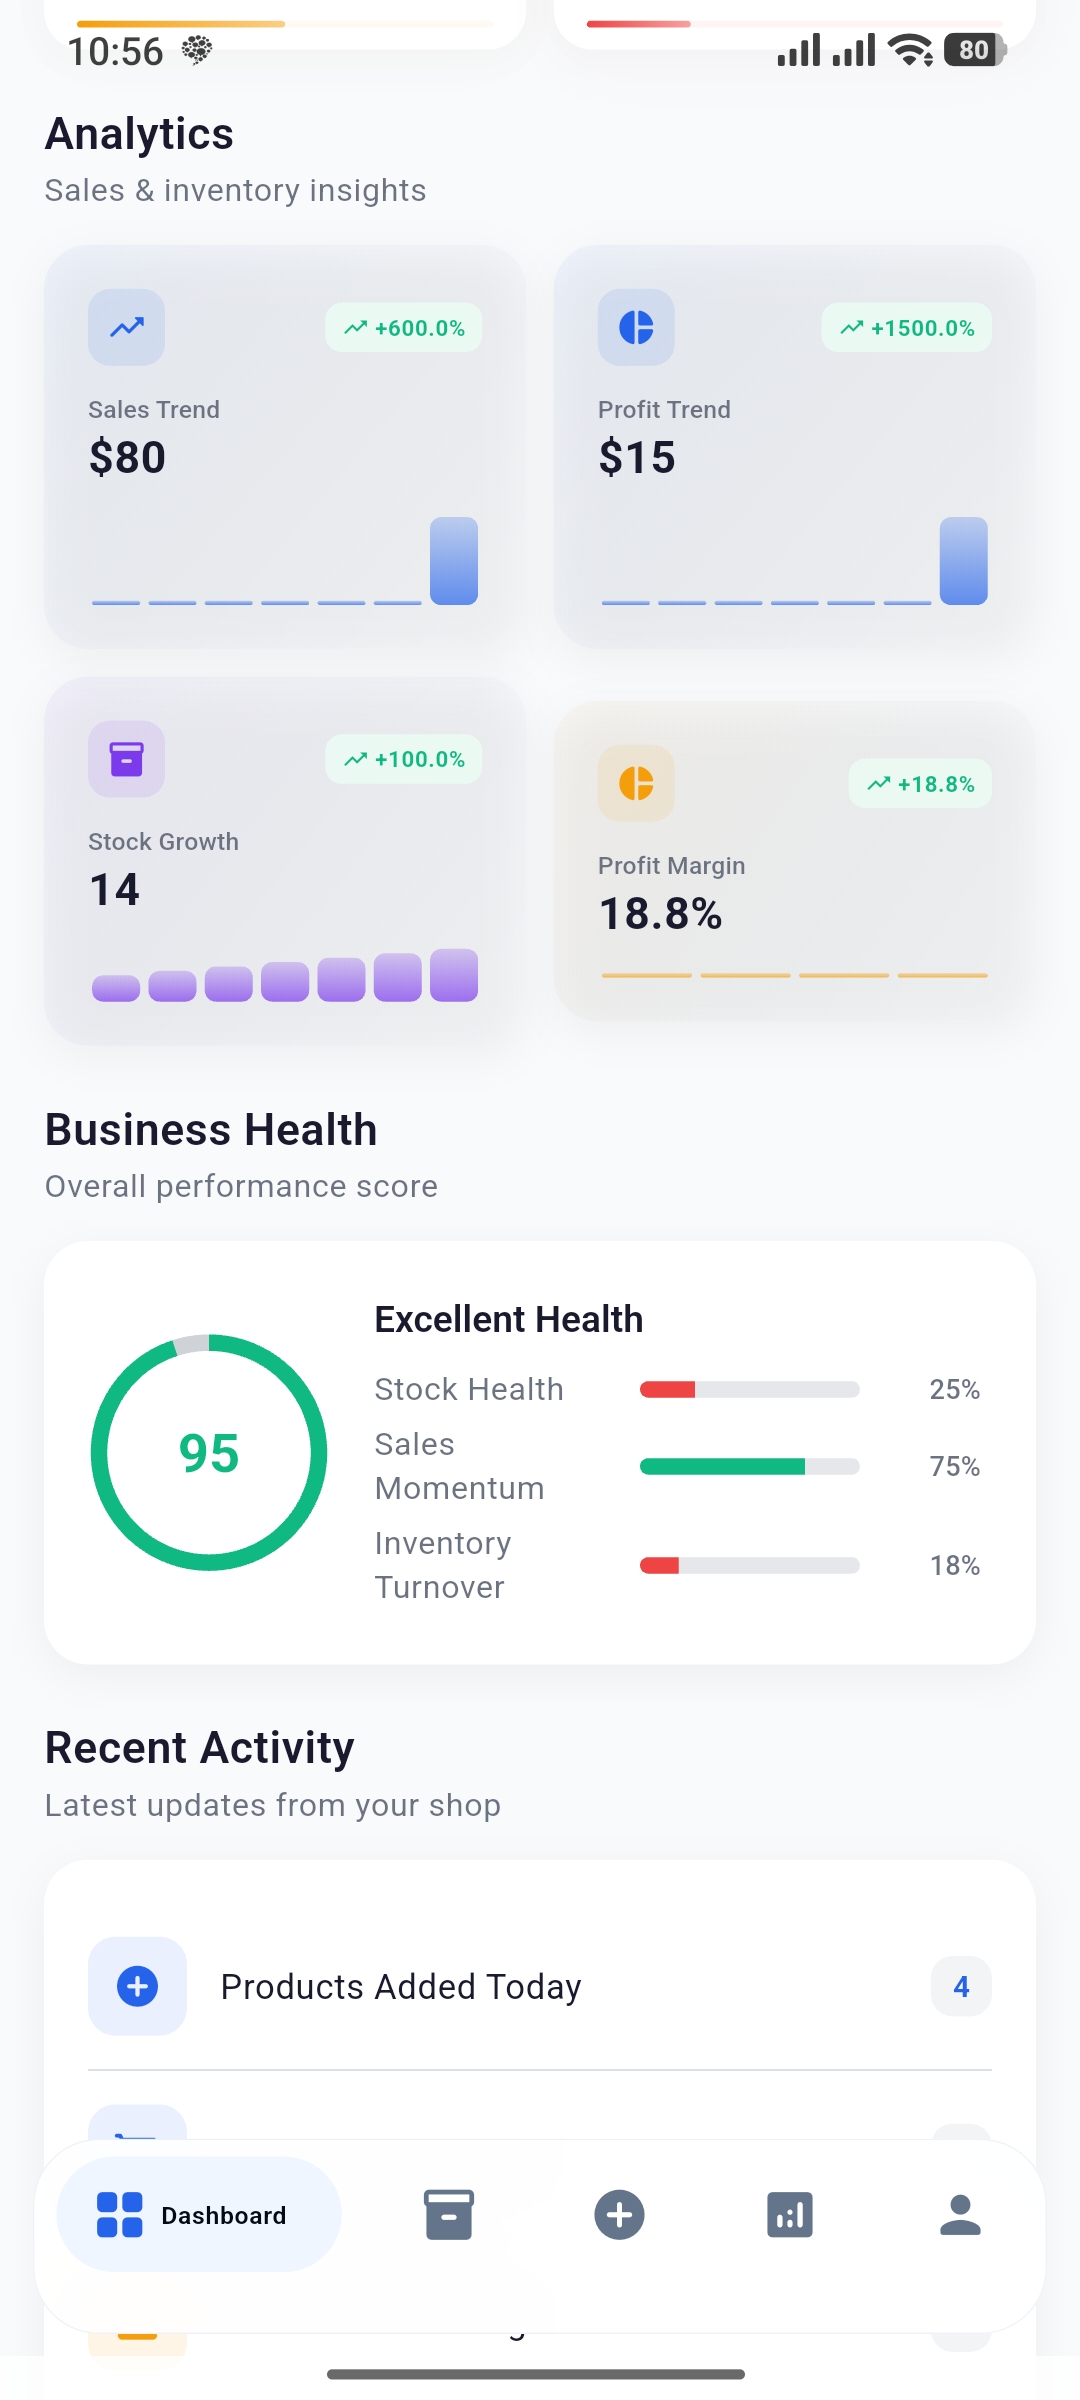 10:56
80
Analytics
Sales & inventory insights
+600.0%
Sales Trend
$80
+1500.0%
Profit Trend
$15
+100.0%
Stock Growth
14
+18.8%
Profit Margin
18.8%
Business Health
Overall performance score
95
Excellent Health
Stock Health 25%
Sales
Momentum 75%
Inventory
Turnover 18%
Recent Activity
Latest updates from your shop
Products Added Today 4
Dashboard